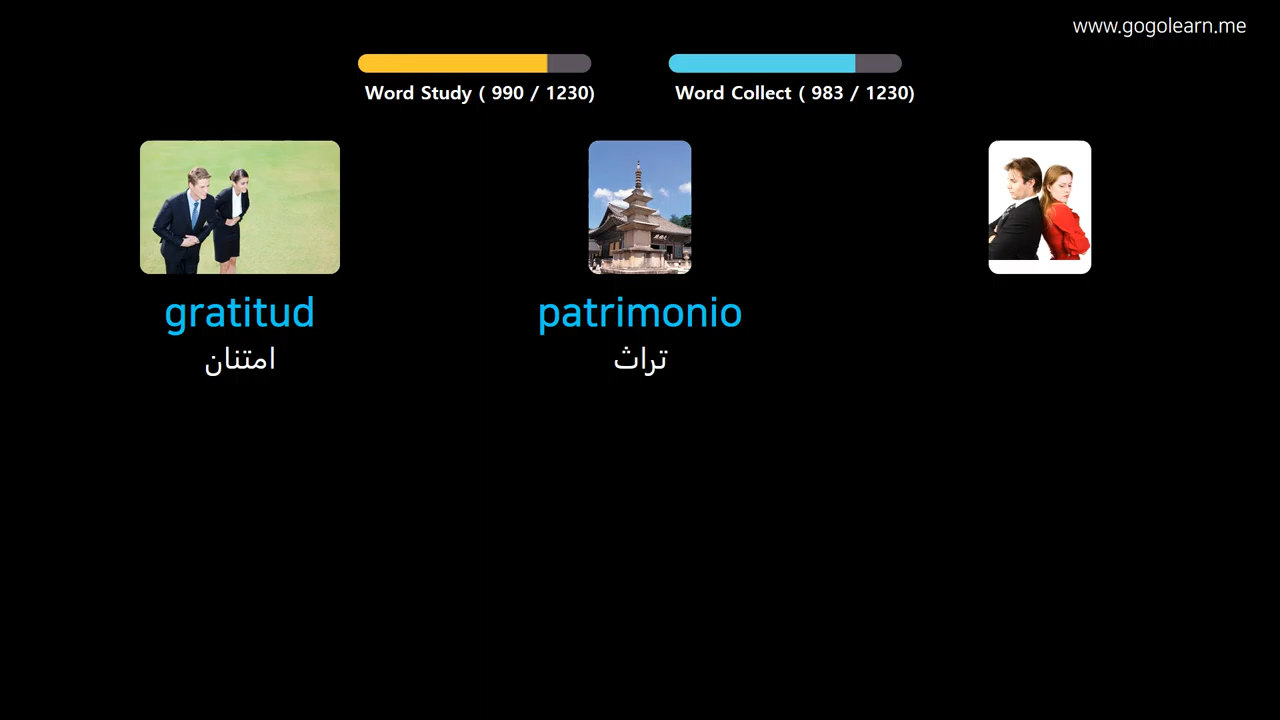 www.gogolearn.me
Word Study ( 990 / 1230)
Word Collect ( 983 / 1230)
gratitud
patrimonio
امتنان
تراث